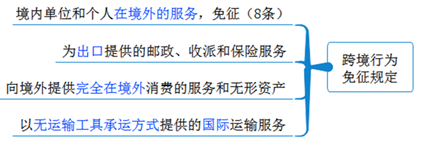 境内单位和个人在境外的服务，免征（8条）
为出口提供的邮政、收派和保险服务
向境外提供完全在境外消费的服务和无形资产
以无运输工具承运方式提供的国际运输服务
跨境行为
免征规定